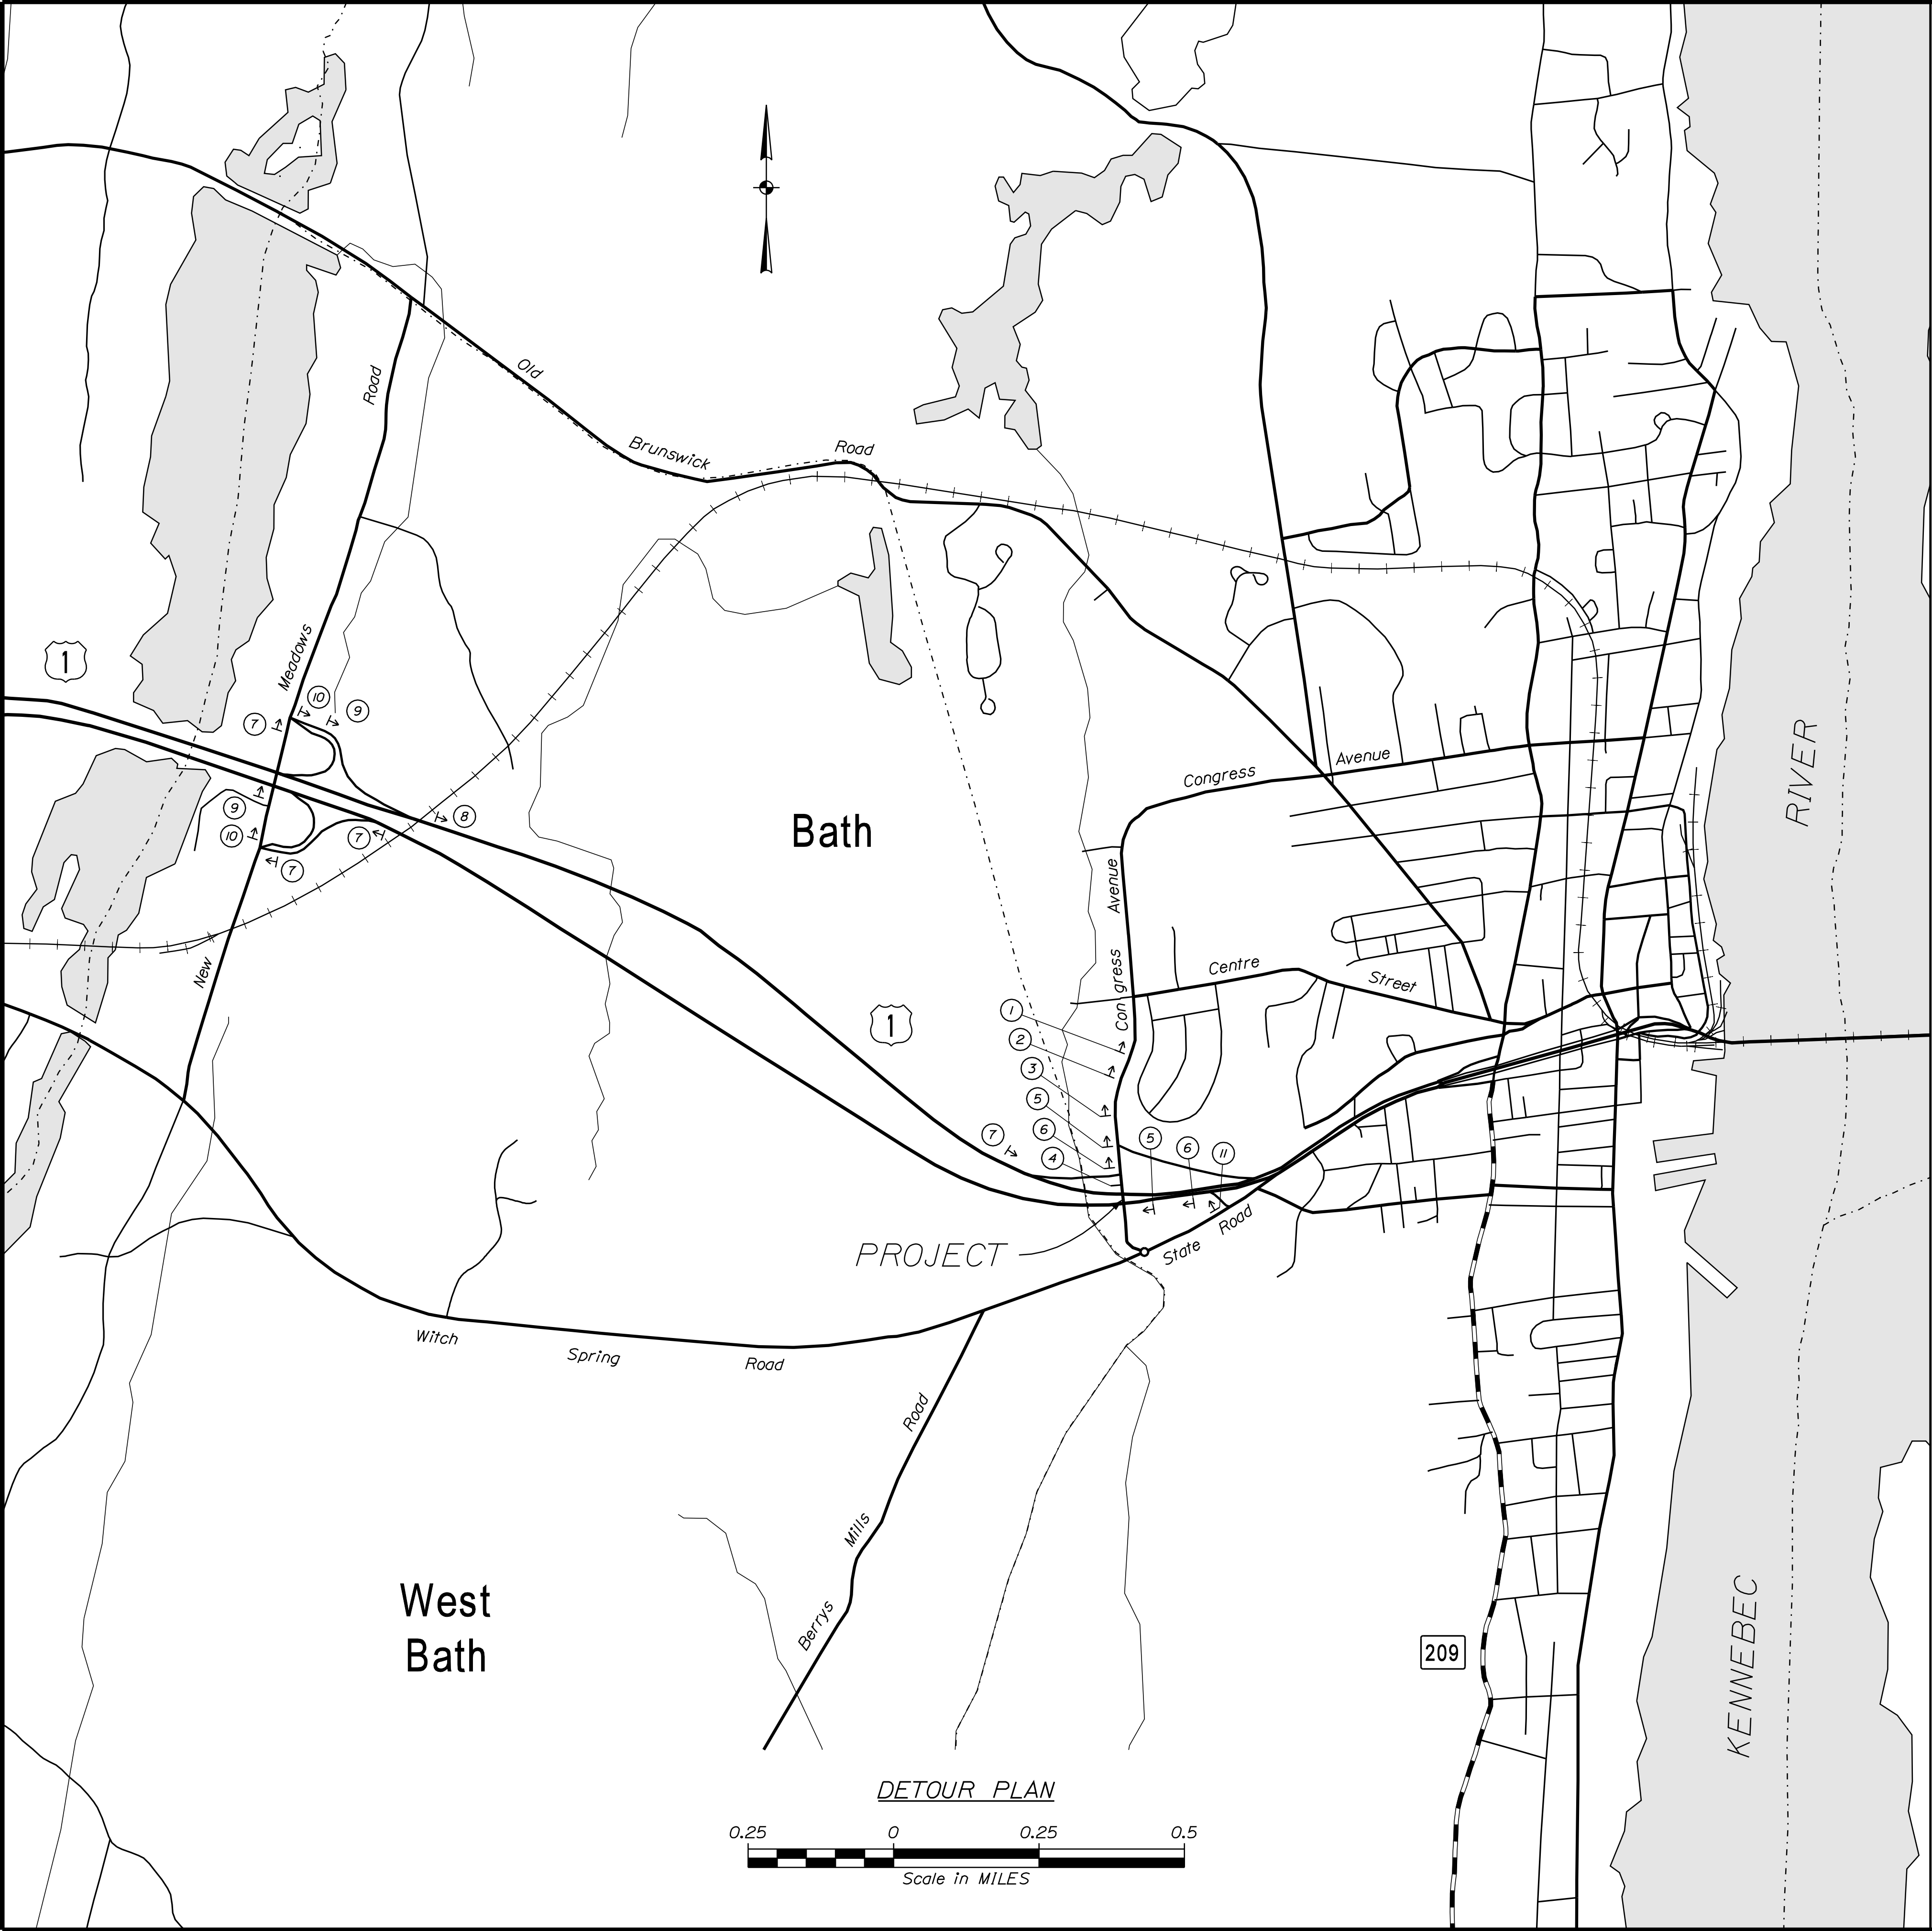 Road
Old
Brunswick
Road
1
Meadows
10
9
7
RIVER
Congress
Avenue
9
8
10
7
7
Bath
Avenue
New
Centre
Street
Congress
1
1
2
3
5
6
4
7
5
6
11
PROJECT
State
Road
Witch
Spring
Road
Road
Mills
Berrys
West
Bath
209
KENNEBEC
DETOUR PLAN
0.25 0 0.25 0.5
Scale in MILES